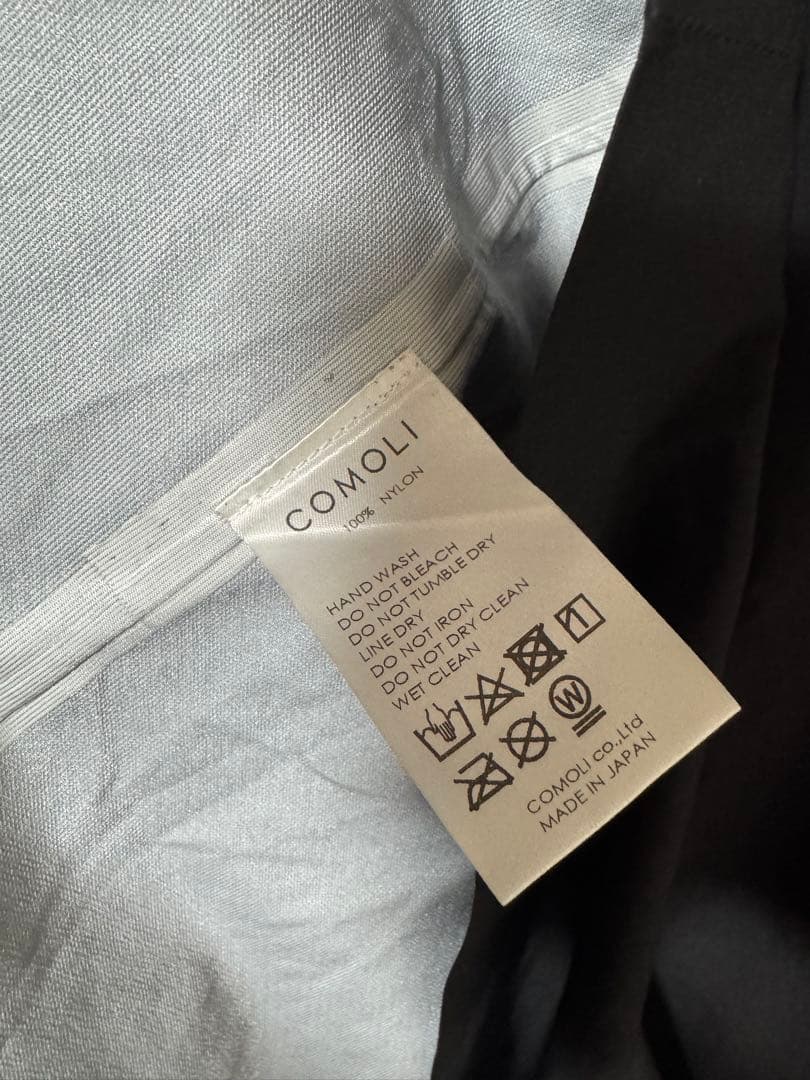 COMOLI
100% NYLON
HAND WASH
DO NOT BLEACH
DO NOT TUMBLE DRY
LINE DRY
DO NOT IRON
DO NOT DRY CLEAN
WET CLEAN
W
COMOLI co.,Ltd
MADE IN JAPAN